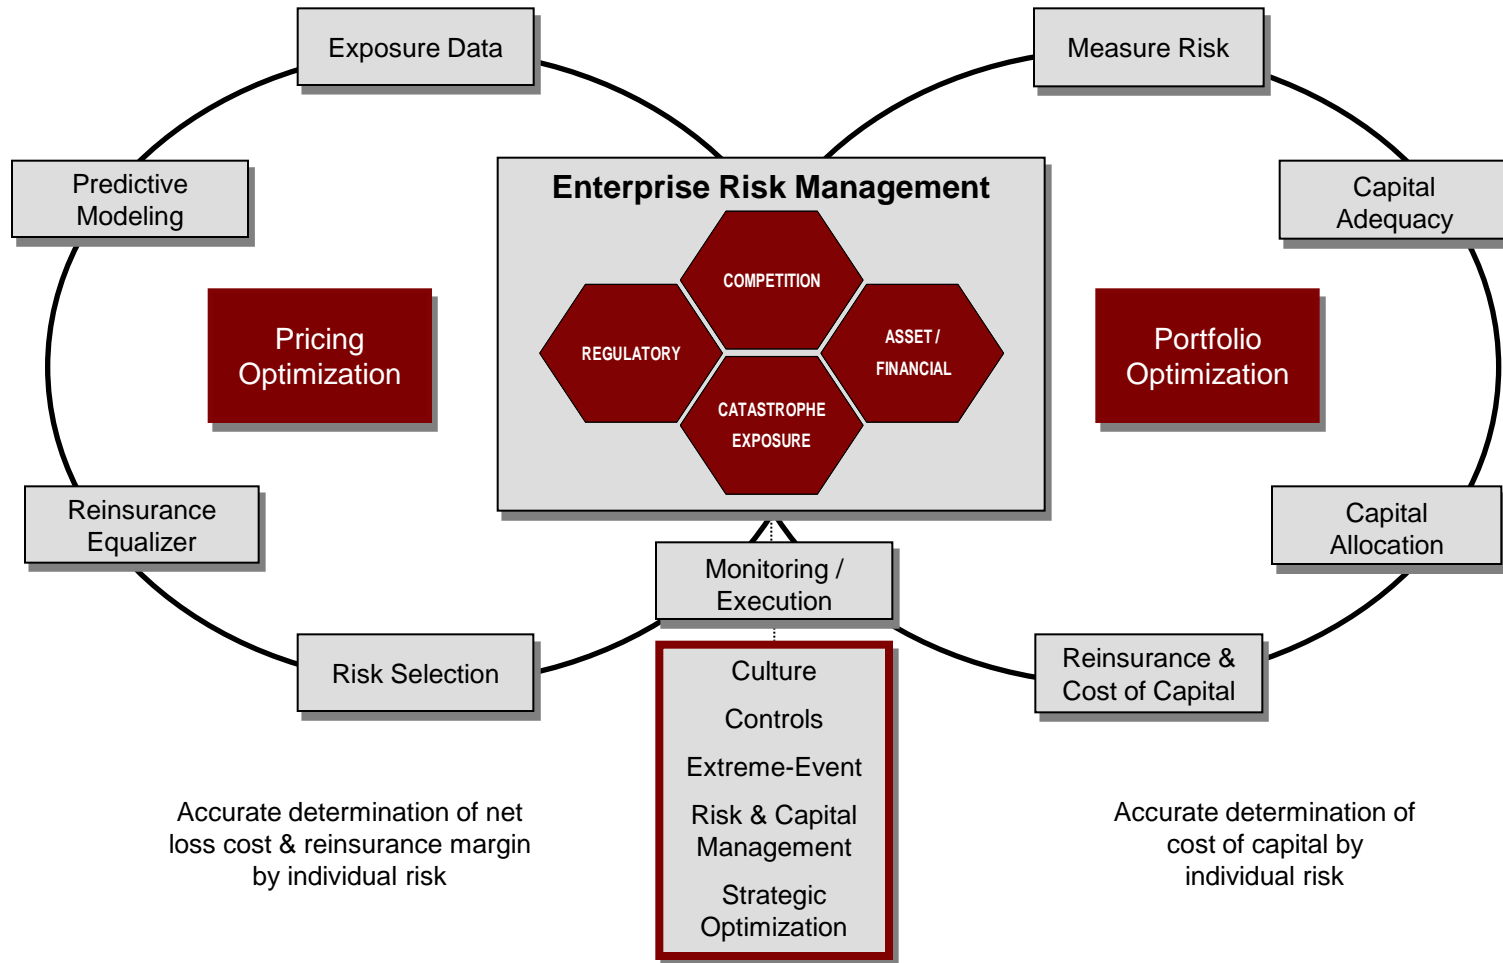 Exposure Data
Measure Risk
Predictive
Modeling
Enterprise Risk Management
Capital
Adequacy
COMPETITION
REGULATORY
ASSET /
FINANCIAL
CATASTROPHE
EXPOSURE
Pricing
Optimization
Portfolio
Optimization
Reinsurance
Equalizer
Capital
Allocation
Monitoring /
Execution
Risk Selection
Reinsurance &
Cost of Capital
Culture
Controls
Extreme-Event
Risk & Capital
Management
Strategic
Optimization
Accurate determination of net
loss cost & reinsurance margin
by individual risk
Accurate determination of
cost of capital by
individual risk